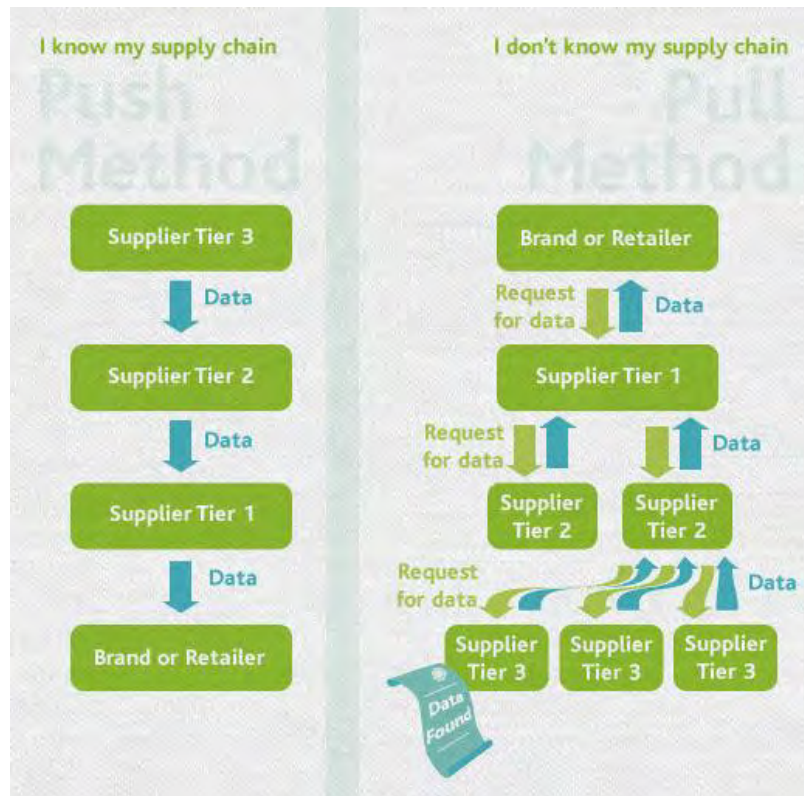 I know my supply chain
Push
Method
Supplier Tier 3
Data
Supplier Tier 2
Data
Supplier Tier 1
Data
Brand or Retailer
I don't know my supply chain
Pull
Method
Brand or Retailer
Request
for data
Data
Supplier Tier 1
Request
for data
Data
Supplier
Tier 2
Supplier
Tier 2
Request
for data
Data
Supplier
Tier 3
Supplier
Tier 3
Supplier
Tier 3
Data
Found